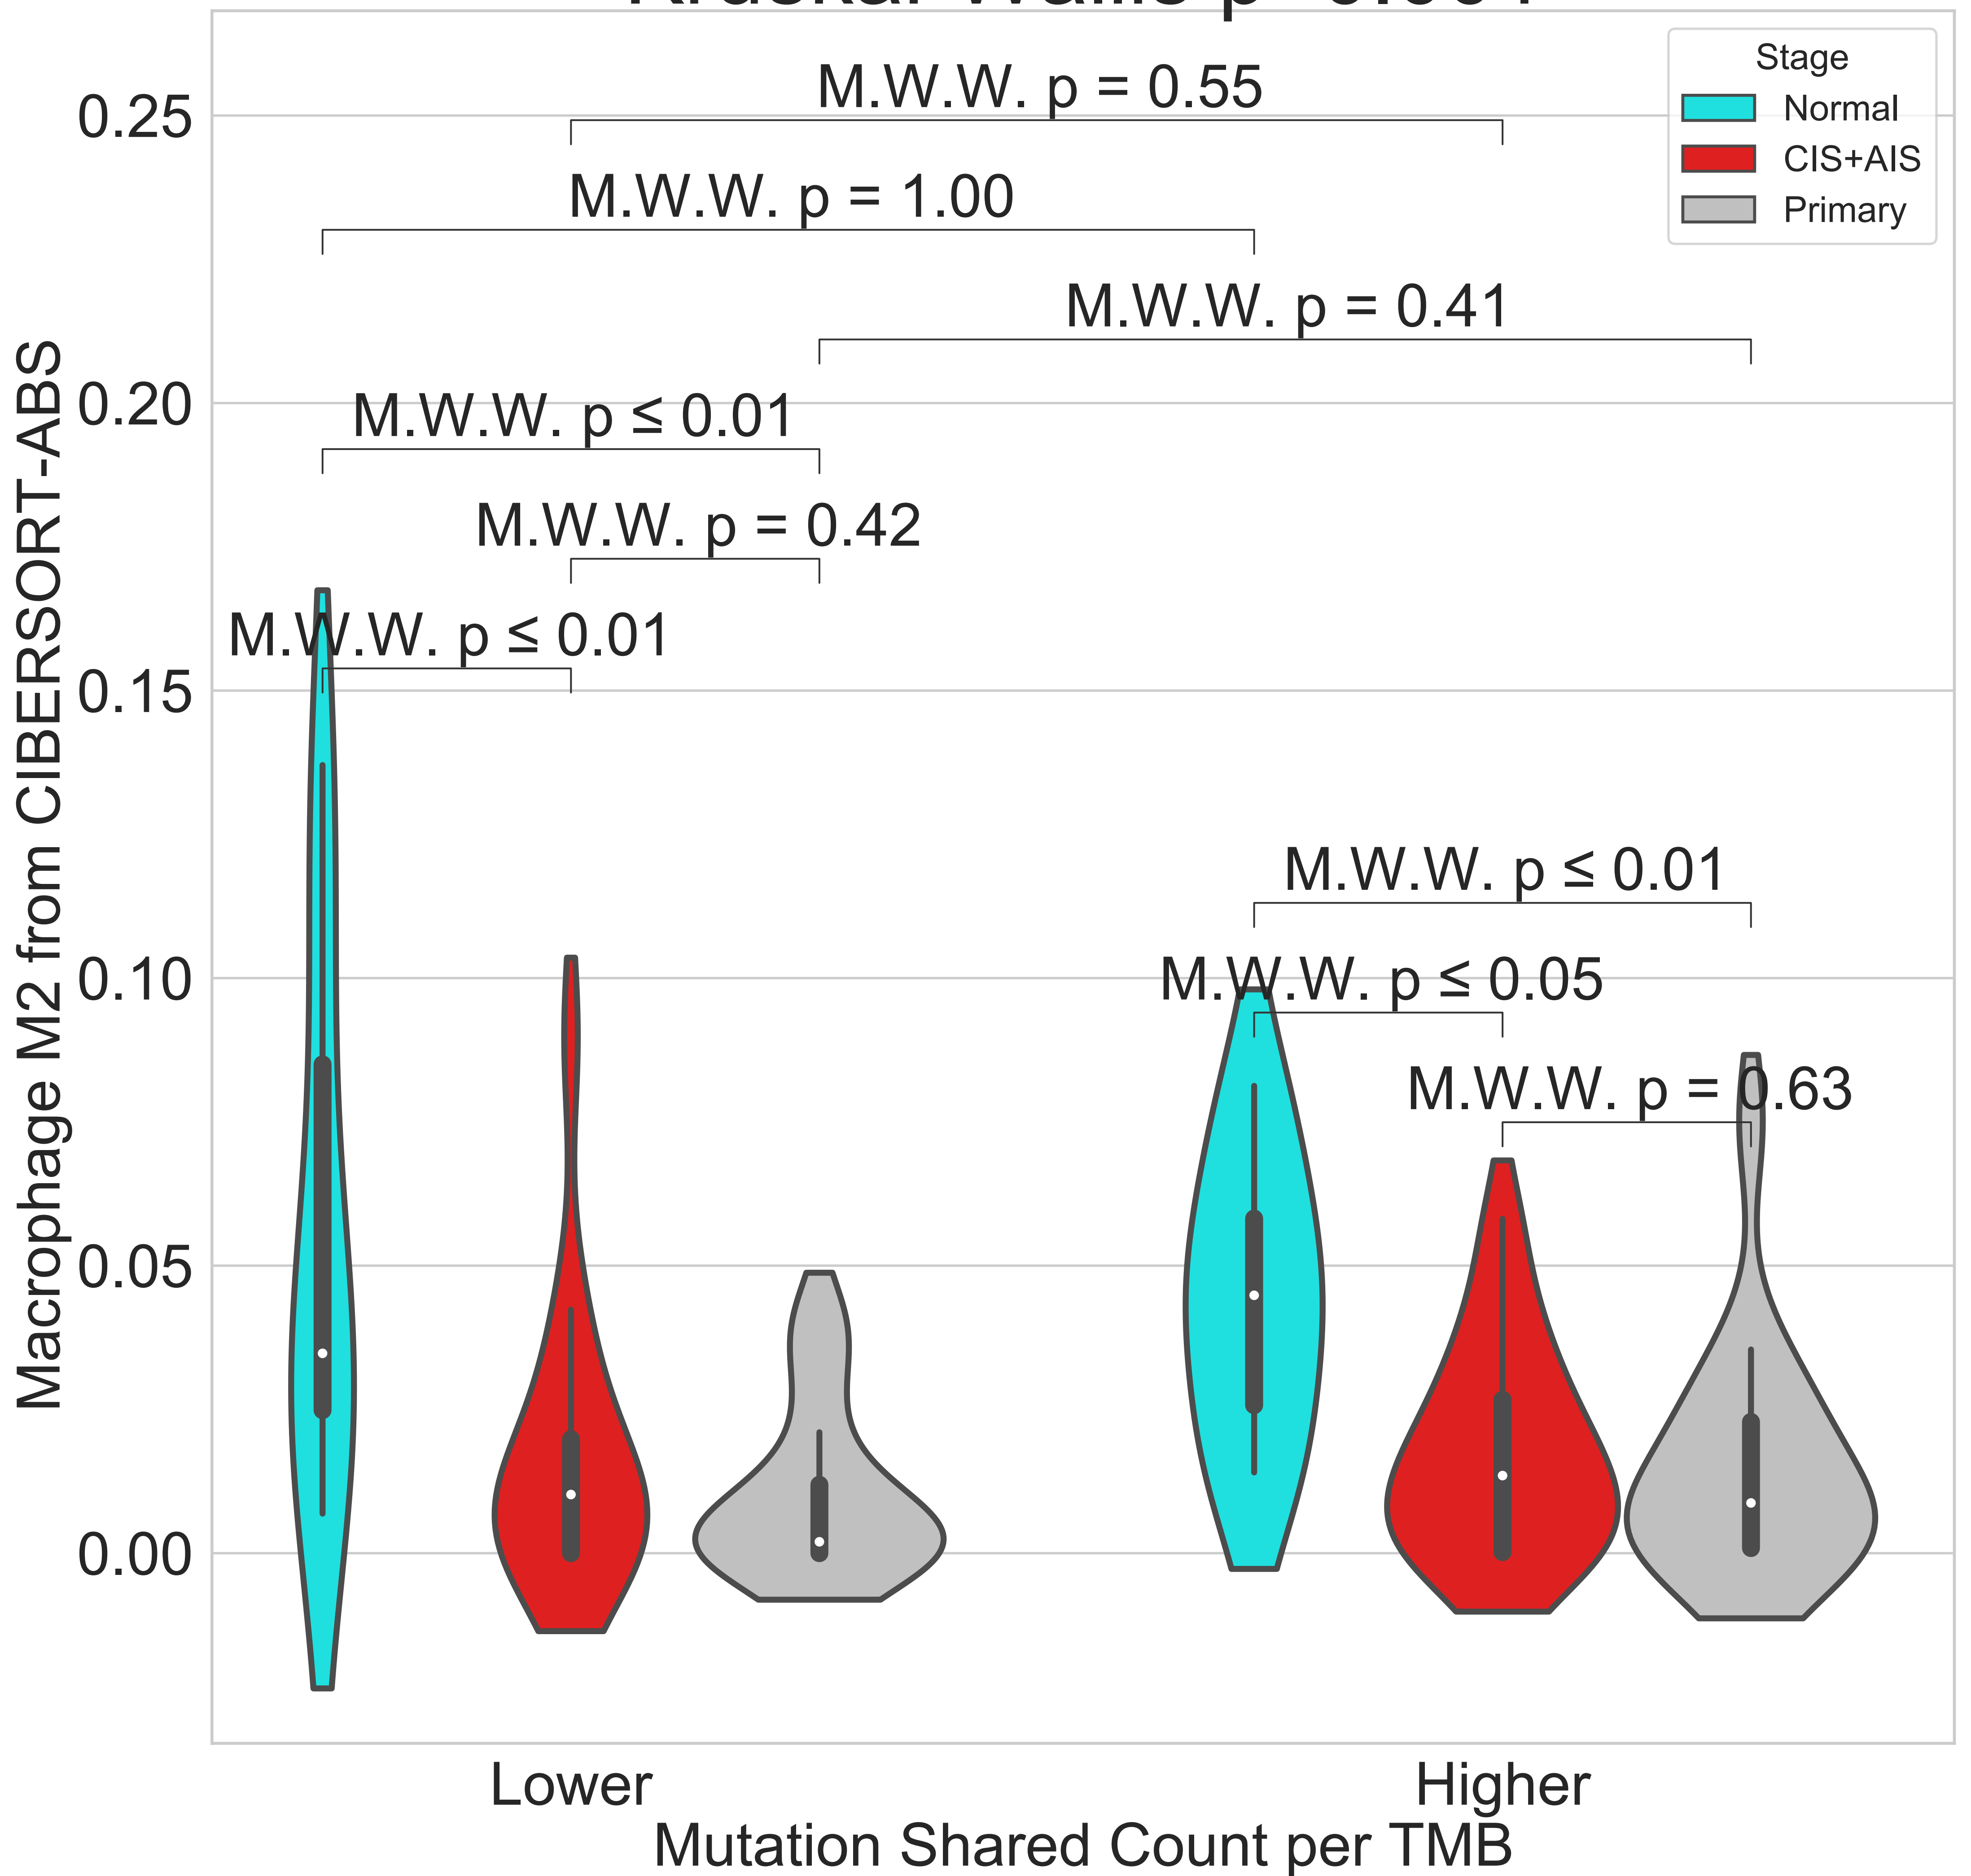 Stage
Normal
CIS+AIS
Primary
M.W.W. p = 0.55
M.W.W. p = 1.00
M.W.W. p = 0.41
M.W.W. p ≤ 0.01
M.W.W. p = 0.42
M.W.W. p ≤ 0.01
M.W.W. p ≤ 0.01
M.W.W. p ≤ 0.05
M.W.W. p = 0.63
Macrophage M2 from CIBERSORT-ABS
0.25
0.20
0.15
0.10
0.05
0.00
Lower
Higher
Mutation Shared Count per TMB